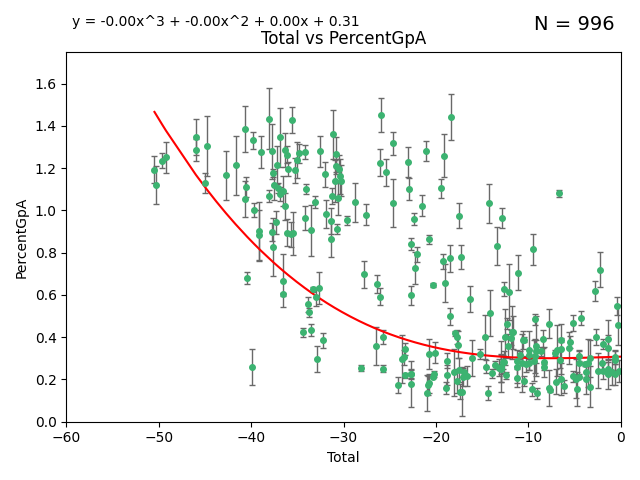 y = -0.00x^3 + -0.00x^2 + 0.00x + 0.31
N = 996
Total vs PercentGpA
PercentGpA
1.6
1.4
1.2
1.0
0.8
0.6
0.4
0.2
0.0
−60 −50 −40 −30 −20 −10 0
Total